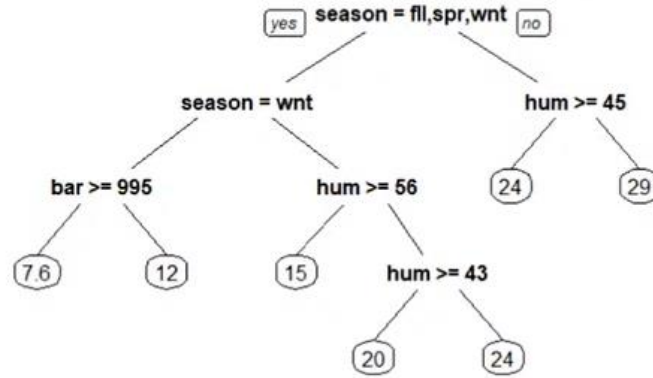 yes season = fll,spr,wnt no
season = wnt hum >= 45
bar >= 995 hum >= 56 24 29
7.6 12 15 hum >= 43
20 24